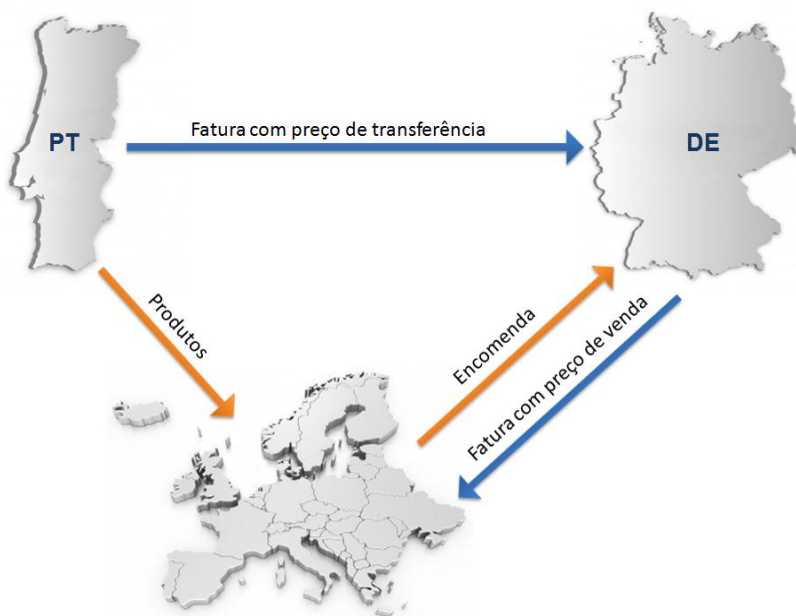 Fatura com preço de transferência
PT
DE
Produtos
Encomenda
Fatura com preço de venda